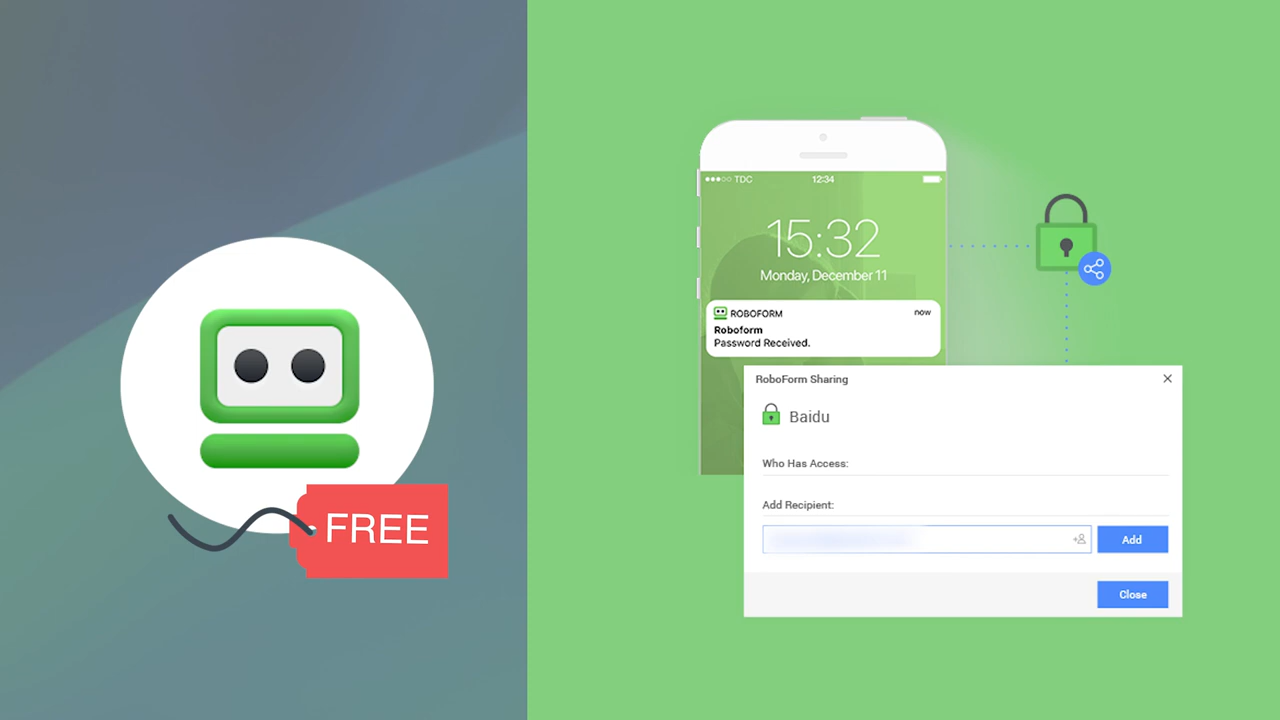 FREE
TDC 12:34
15:32
Monday, December 11
ROBOFORM now
Roboform
Password Received.
RoboForm Sharing
Baidu
Who Has Access:
Add Recipient:
Add
Close